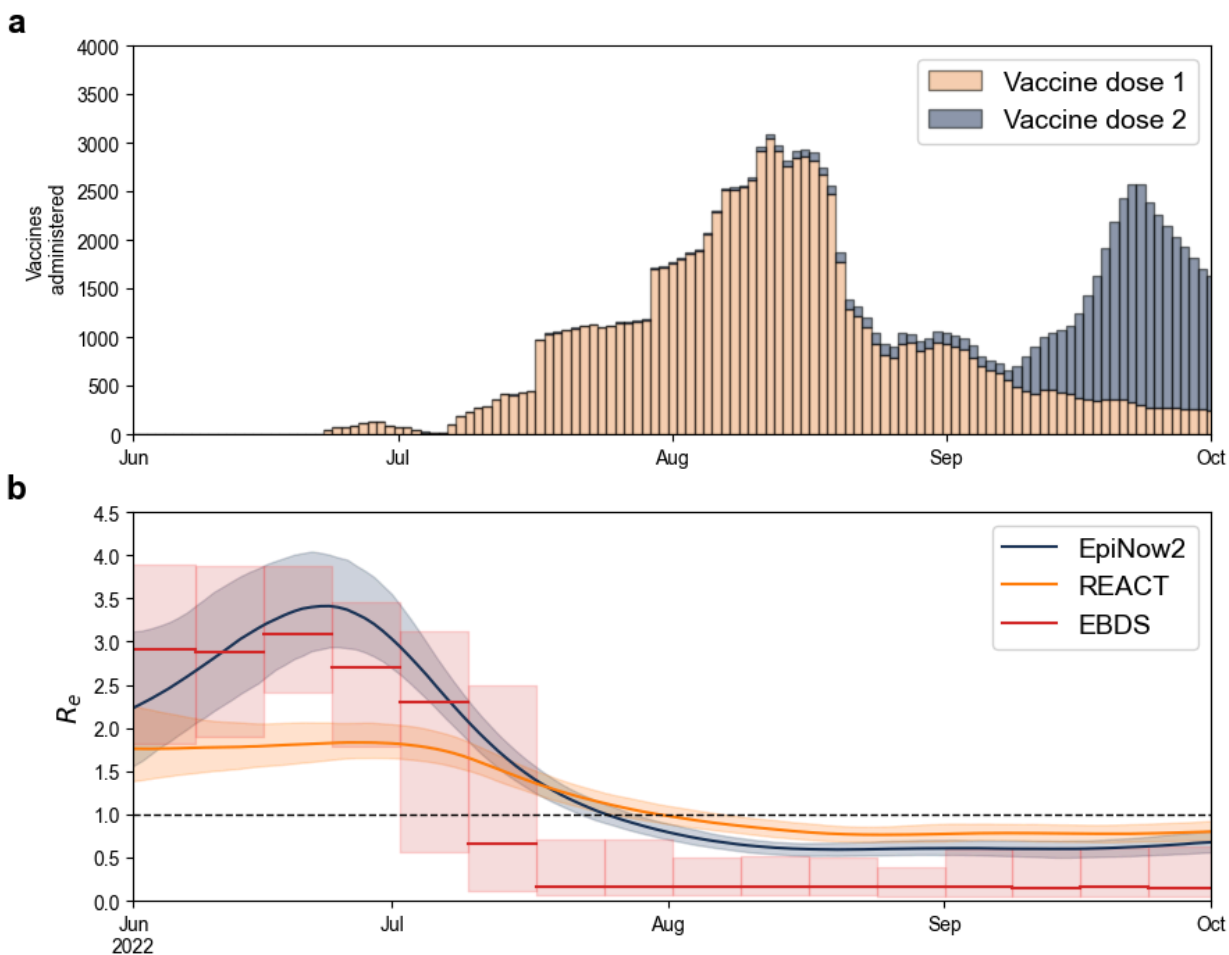 a
4000
3500
3000
2500
2000
1500
1000
500
0
Vaccines
administered
Vaccine dose 1
Vaccine dose 2
Jun
Jul
Aug
Sep
Oct
b
4.5
4.0
3.5
3.0
2.5
2.0
1.5
1.0
0.5
0.0
Re
EpiNow2
REACT
EBDS
Jun
2022
Jul
Aug
Sep
Oct